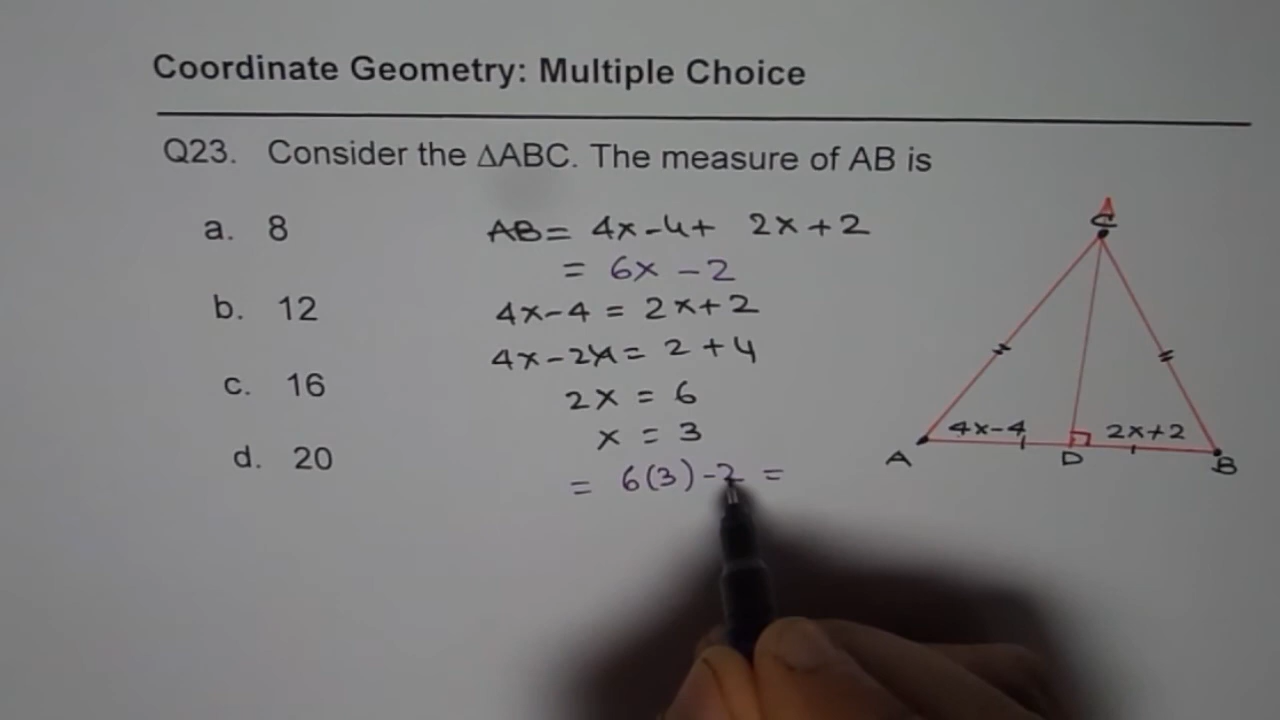 Coordinate Geometry: Multiple Choice
Q23. Consider the ΔABC. The measure of AB is
a. 8
b. 12
c. 16
d. 20
AB = 4x-4+ 2x+2
= 6x -2
4x-4 = 2x+2
4x-2x= 2+4
2x = 6
x = 3
= 6(3)-2 =
C
4x-4
2x+2
A
D
B